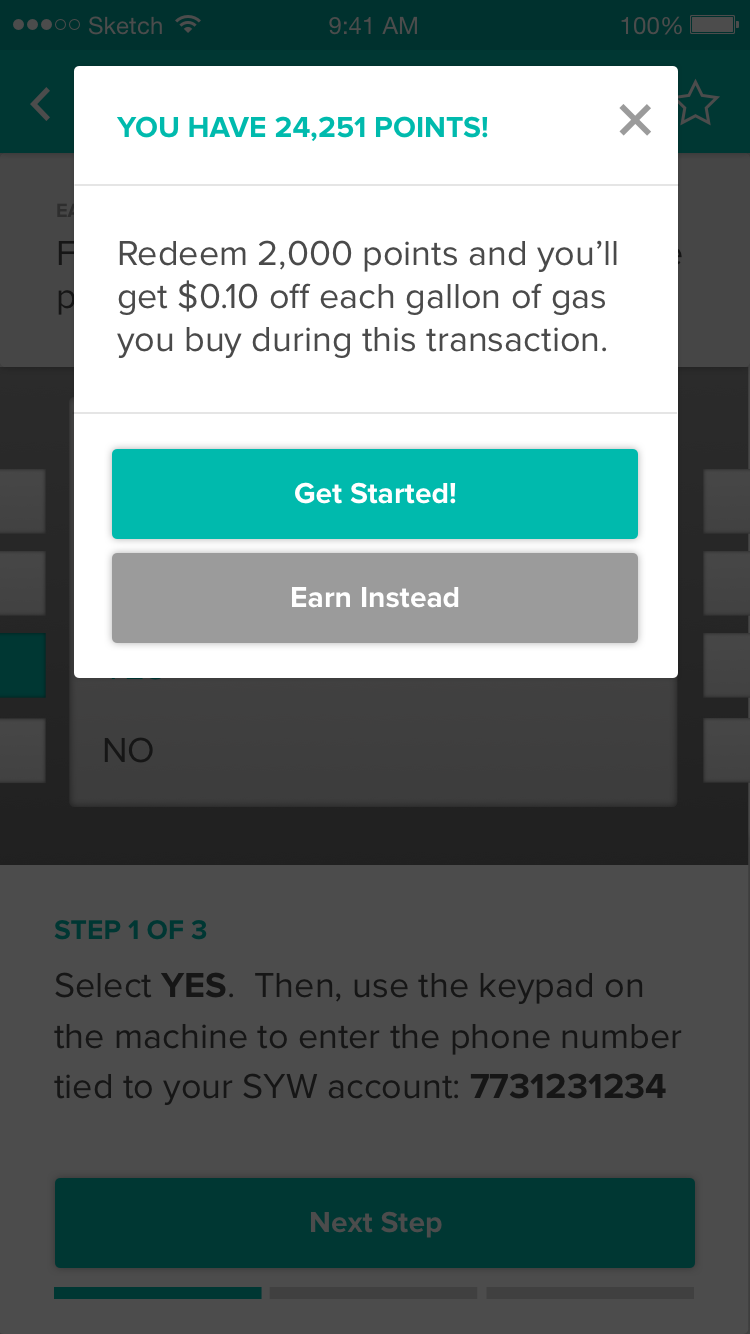 Sketch 9:41 AM 100%
YOU HAVE 24,251 POINTS!
Redeem 2,000 points and you’ll
get $0.10 off each gallon of gas
you buy during this transaction.
Get Started!
Earn Instead
NO
STEP 1 OF 3
Select YES.  Then, use the keypad on
the machine to enter the phone number
tied to your SYW account: 7731231234
Next Step